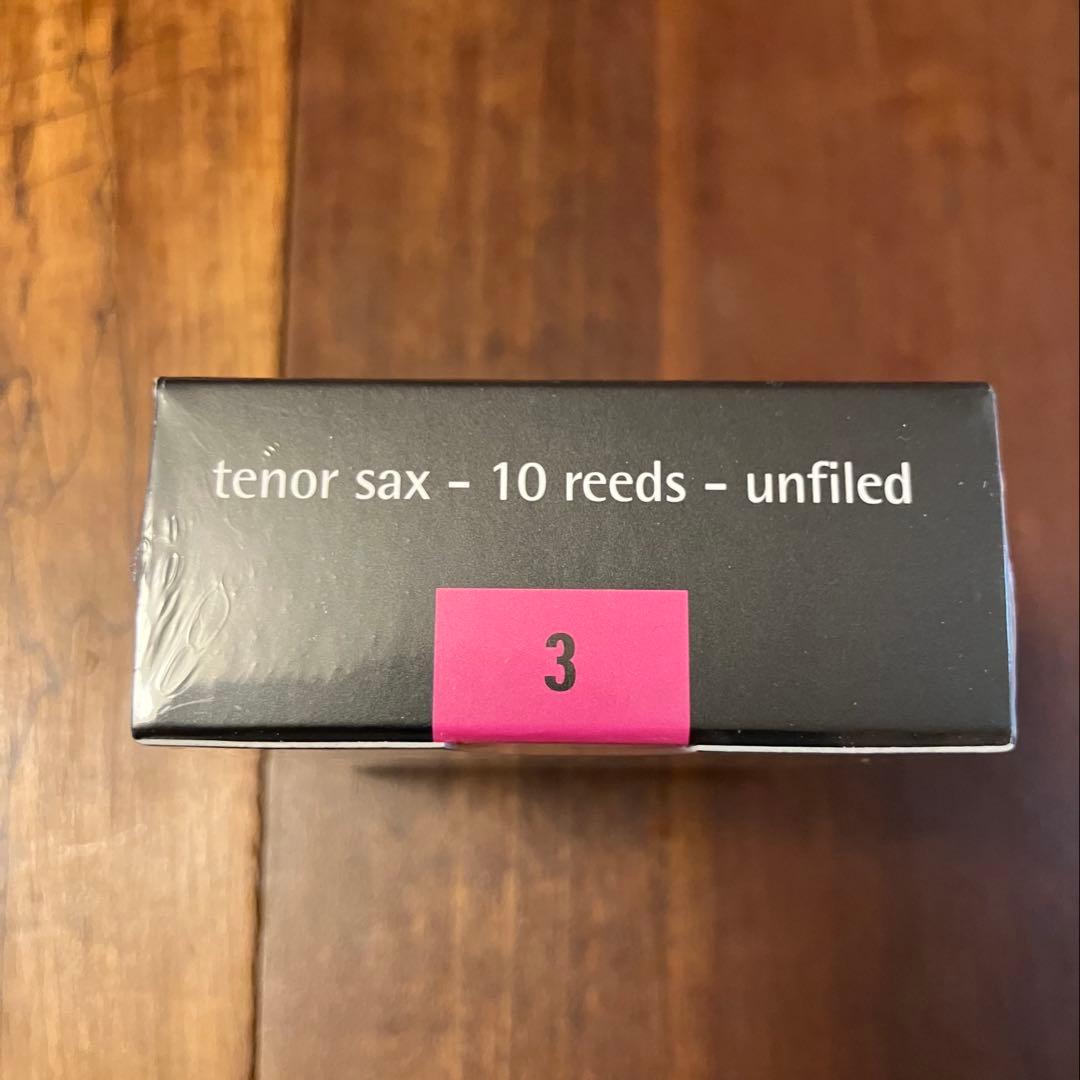 tenor sax - 10 reeds - unfiled
3